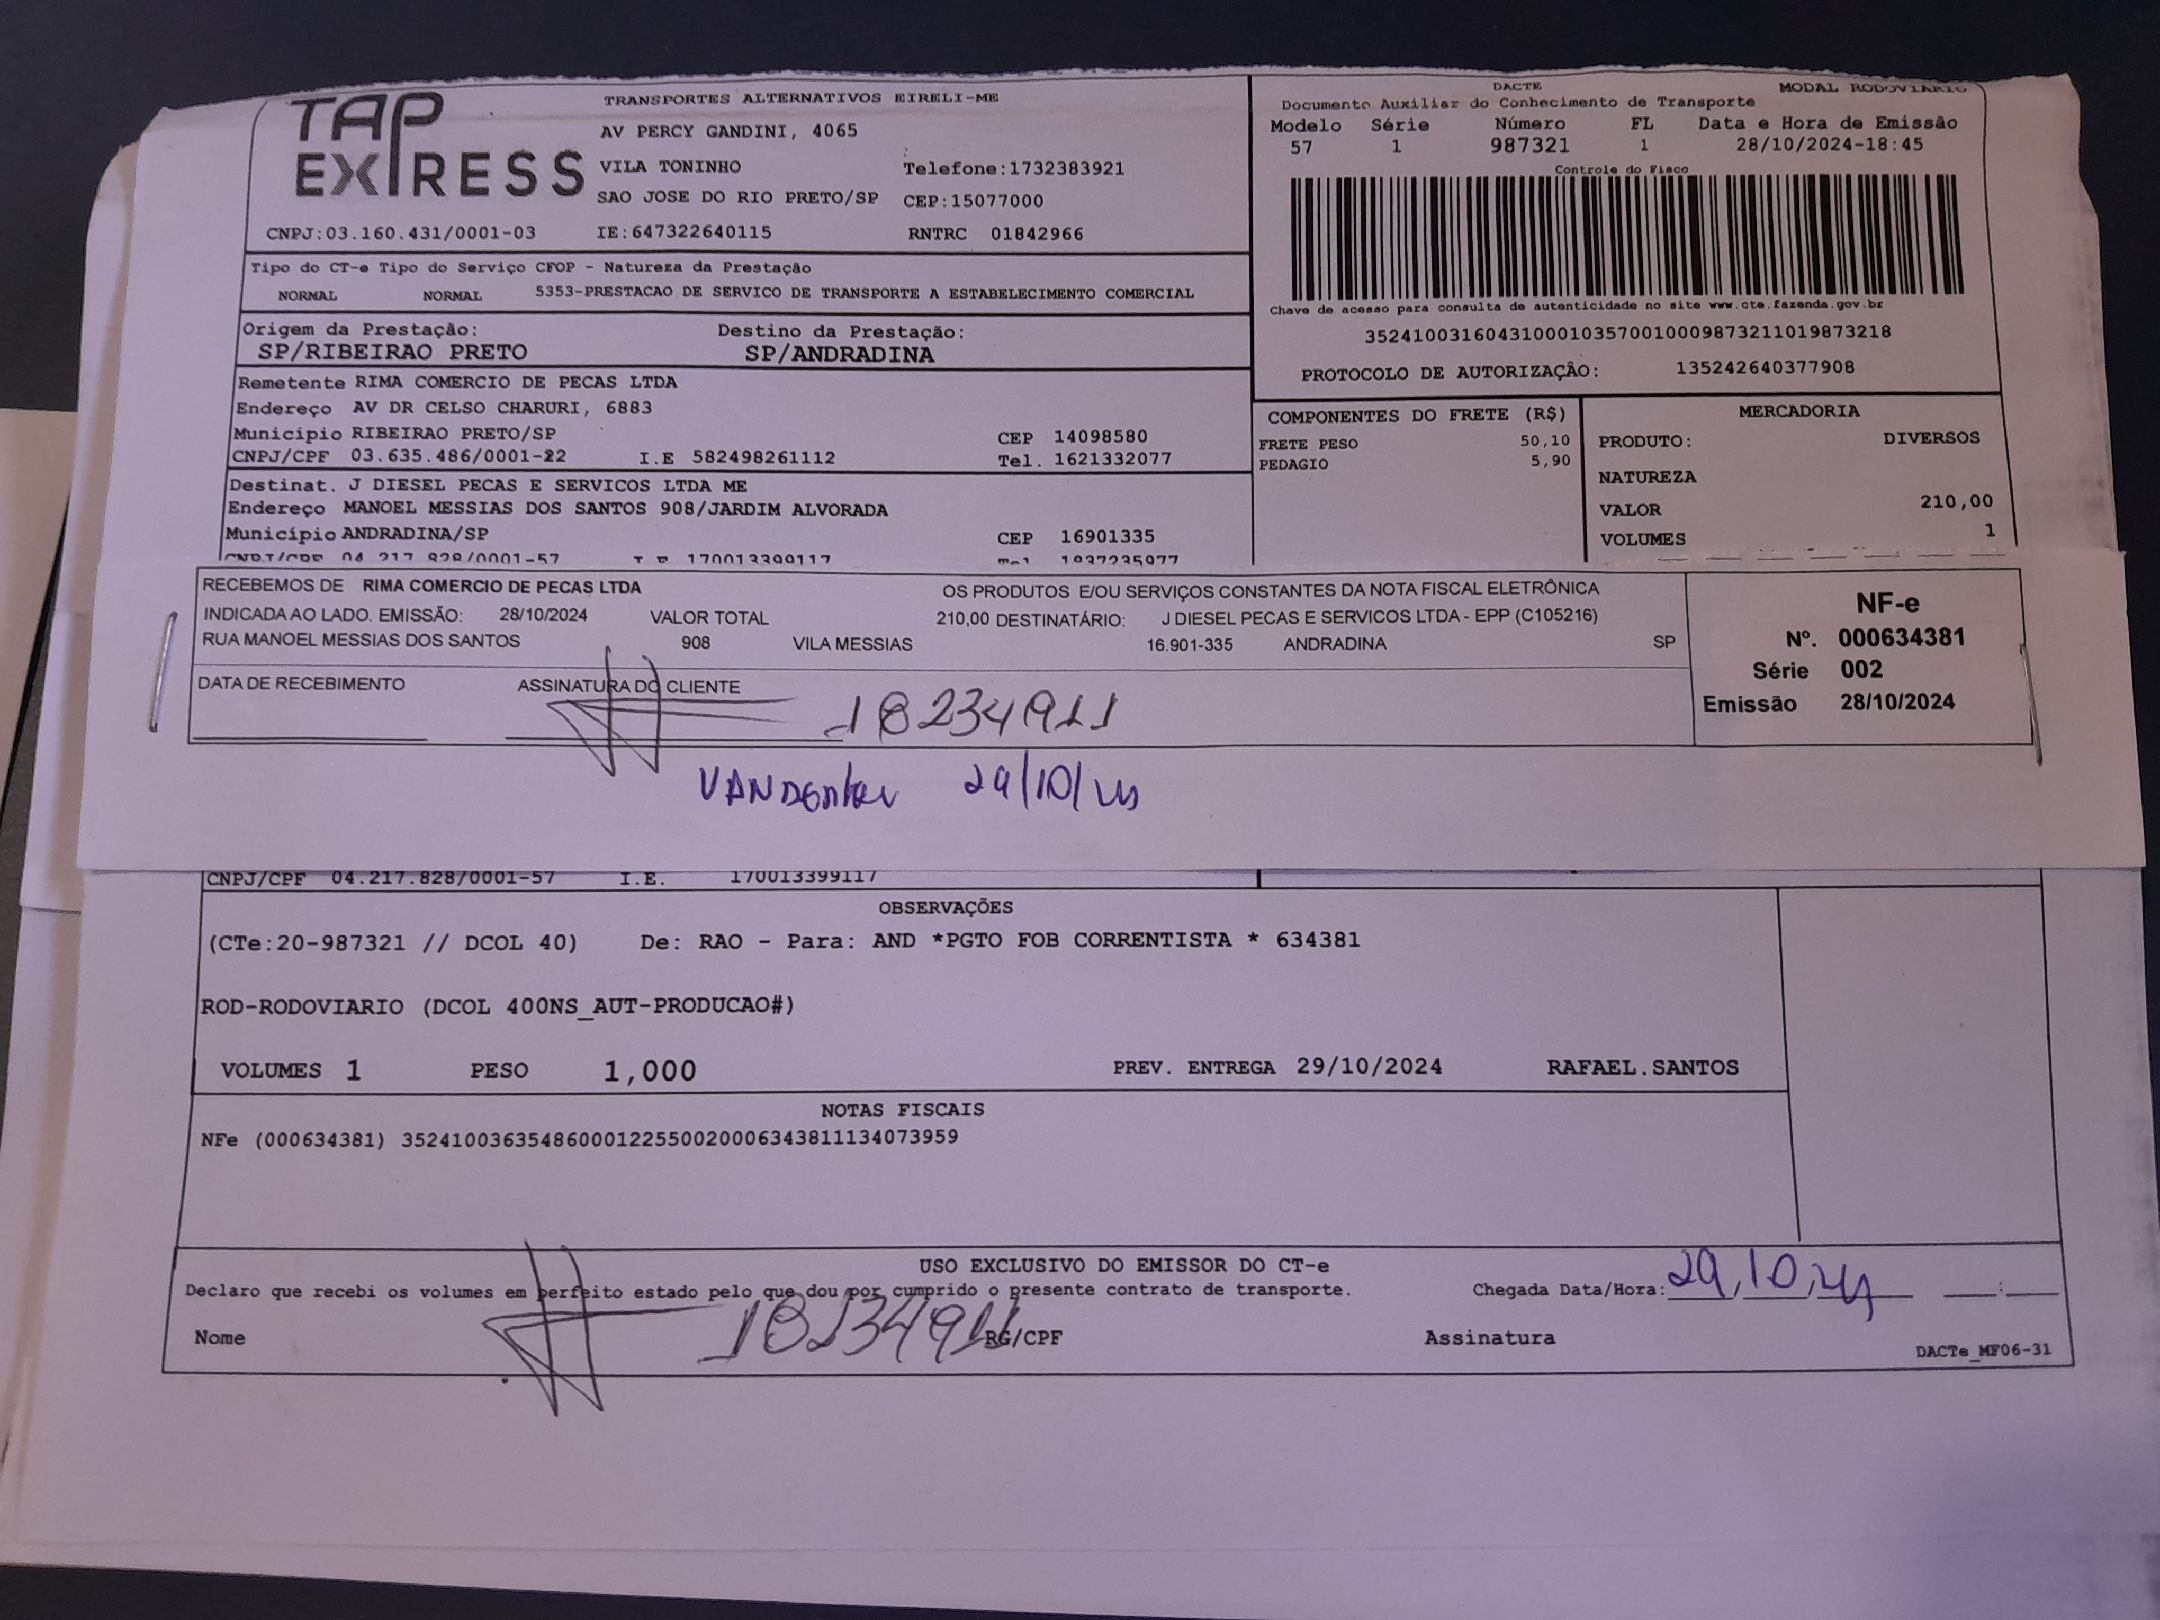 TAP EXPRESS
TRANSPORTES ALTERNATIVOS EIRELI-ME
AV PERCY GANDINI, 4065
VILA TONINHO Telefone:1732383921
SAO JOSE DO RIO PRETO/SP CEP:15077000
CNPJ:03.160.431/0001-03 IE:647322640115 RNTRC 01842966
DACTE MODAL RODOVIARIO
Documento Auxiliar do Conhecimento de Transporte
Modelo Série Número FL Data e Hora de Emissão
57 1 987321 1 28/10/2024-18:45
Controle do Fisco
Chave de acesso para consulta de autenticidade no site www.cte.fazenda.gov.br
35241003160431000103570010009873211019873218
PROTOCOLO DE AUTORIZAÇÃO: 135242640377908
Tipo do CT-e Tipo do Serviço CFOP - Natureza da Prestação
NORMAL NORMAL 5353-PRESTACAO DE SERVICO DE TRANSPORTE A ESTABELECIMENTO COMERCIAL
Origem da Prestação: Destino da Prestação:
SP/RIBEIRAO PRETO SP/ANDRADINA
Remetente RIMA COMERCIO DE PECAS LTDA
Endereço AV DR CELSO CHARURI, 6883
Município RIBEIRAO PRETO/SP CEP 14098580
CNPJ/CPF 03.635.486/0001-22 I.E 582498261112 Tel. 1621332077
Destinat. J DIESEL PECAS E SERVICOS LTDA ME
Endereço MANOEL MESSIAS DOS SANTOS 908/JARDIM ALVORADA
Município ANDRADINA/SP CEP 16901335
CNPJ/CPF 04.217.828/0001-57 I.E 170013399117 Tel 1837235977
COMPONENTES DO FRETE (R$)
FRETE PESO 50,10
PEDAGIO 5,90
MERCADORIA
PRODUTO: DIVERSOS
NATUREZA
VALOR 210,00
VOLUMES 1
RECEBEMOS DE RIMA COMERCIO DE PECAS LTDA OS PRODUTOS E/OU SERVIÇOS CONSTANTES DA NOTA FISCAL ELETRÔNICA
INDICADA AO LADO. EMISSÃO: 28/10/2024 VALOR TOTAL 210,00 DESTINATÁRIO: J DIESEL PECAS E SERVICOS LTDA - EPP (C105216)
RUA MANOEL MESSIAS DOS SANTOS 908 VILA MESSIAS 16.901-335 ANDRADINA SP
DATA DE RECEBIMENTO ASSINATURA DO CLIENTE
18234911
29/10/24
NF-e
Nº. 000634381
Série 002
Emissão 28/10/2024
CNPJ/CPF 04.217.828/0001-57 I.E. 170013399117
OBSERVAÇÕES
(CTe:20-987321 // DCOL 40) De: RAO - Para: AND *PGTO FOB CORRENTISTA * 634381
ROD-RODOVIARIO (DCOL 400NS_AUT-PRODUCAO#)
VOLUMES 1 PESO 1,000 PREV. ENTREGA 29/10/2024 RAFAEL.SANTOS
NOTAS FISCAIS
NFe (000634381) 35241003635486000122550020006343811134073959
USO EXCLUSIVO DO EMISSOR DO CT-e
Declaro que recebi os volumes em perfeito estado pelo que dou por cumprido o presente contrato de transporte. Chegada Data/Hora: 29,10,24 :
Nome 18234911 RG/CPF Assinatura
DACTe_MF06-31